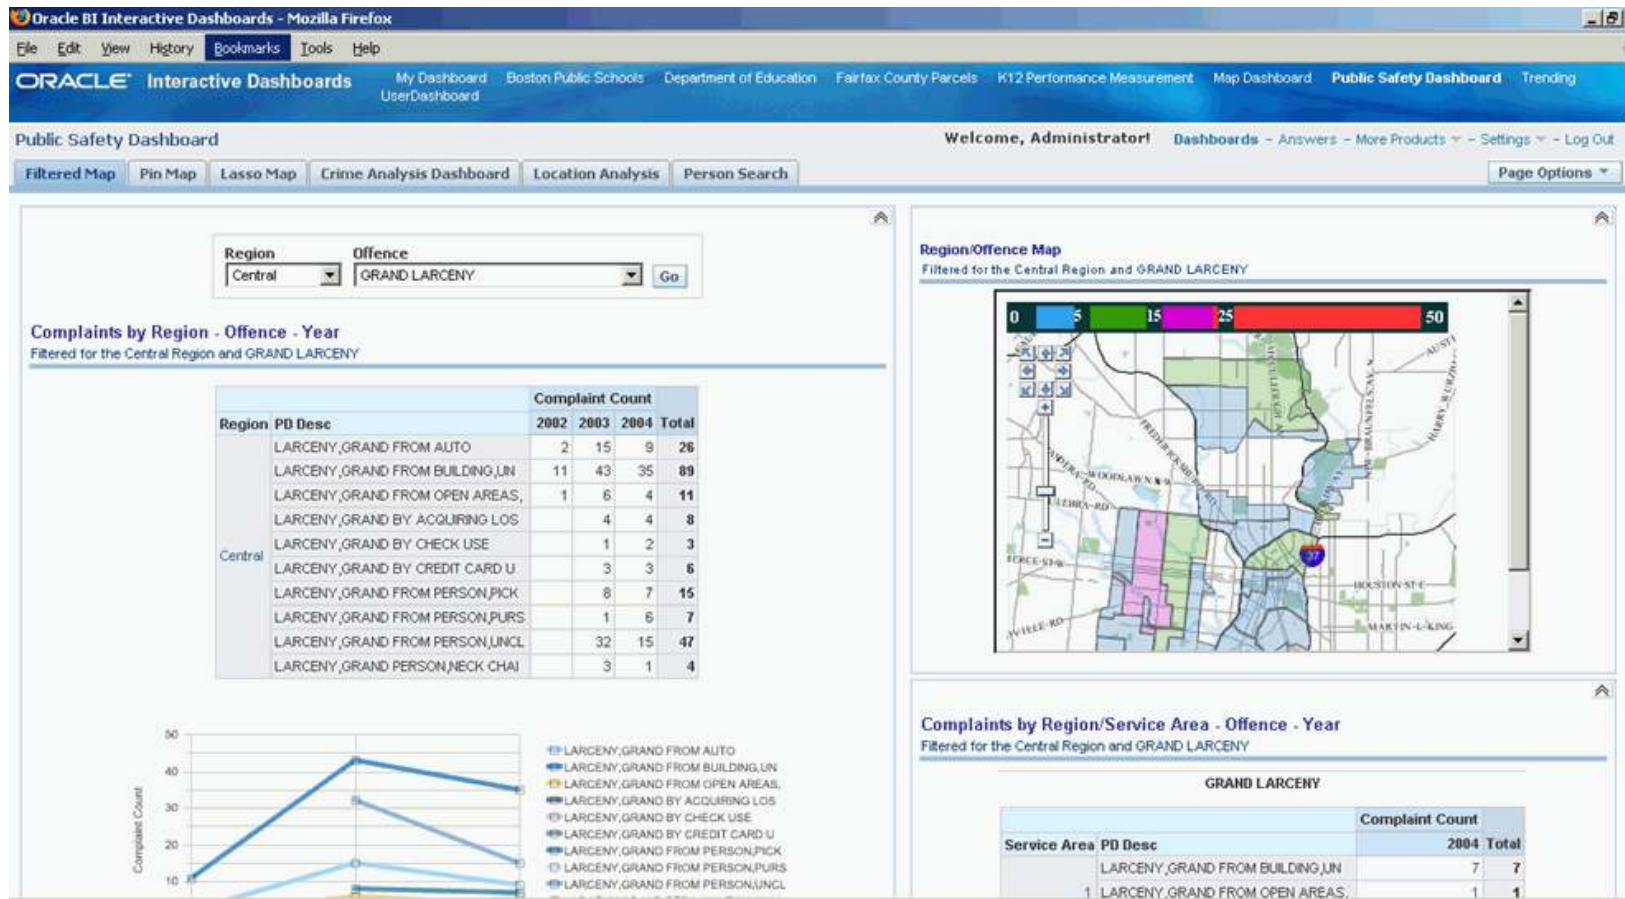 Oracle BI Interactive Dashboards - Mozilla Firefox
File Edit View History Bookmarks Tools Help
ORACLE Interactive Dashboards My Dashboard Boston Public Schools Department of Education Fairfax County Parcels K12 Performance Measurement Map Dashboard Public Safety Dashboard Trending
UserDashboard
Public Safety Dashboard Welcome, Administrator! Dashboards - Answers - More Products - Settings - Log Out
Filtered Map Pin Map Lasso Map Crime Analysis Dashboard Location Analysis Person Search Page Options
Region Offence
Central GRAND LARCENY Go
Complaints by Region - Offence - Year
Filtered for the Central Region and GRAND LARCENY
Complaint Count
Region PD Desc 2002 2003 2004 Total
LARCENY,GRAND FROM AUTO 2 15 9 26
LARCENY,GRAND FROM BUILDING,UN 11 43 35 89
LARCENY,GRAND FROM OPEN AREAS, 1 6 4 11
LARCENY,GRAND BY ACQUIRING LOS 4 4 8
LARCENY,GRAND BY CHECK USE 1 2 3
Central
LARCENY,GRAND BY CREDIT CARD U 3 3 6
LARCENY,GRAND FROM PERSON,PICK 8 7 15
LARCENY,GRAND FROM PERSON,PURS 1 6 7
LARCENY,GRAND FROM PERSON,UNCL 32 15 47
LARCENY,GRAND PERSON,NECK CHAI 3 1 4
50
40
30
20
10
Complaint Count
LARCENY,GRAND FROM AUTO
LARCENY,GRAND FROM BUILDING,UN
LARCENY,GRAND FROM OPEN AREAS,
LARCENY,GRAND BY ACQUIRING LOS
LARCENY,GRAND BY CHECK USE
LARCENY,GRAND BY CREDIT CARD U
LARCENY,GRAND FROM PERSON,PICK
LARCENY,GRAND FROM PERSON,PURS
LARCENY,GRAND FROM PERSON,UNCL
Region/Offence Map
Filtered for the Central Region and GRAND LARCENY
0 5 15 25 50
FREDERICKSBURG RD
WOODLAWN
HARRY WURZB
HOUSTON ST E
MARTIN-L-KING
37
Complaints by Region/Service Area - Offence - Year
Filtered for the Central Region and GRAND LARCENY
GRAND LARCENY
Complaint Count
Service Area PD Desc 2004 Total
LARCENY,GRAND FROM BUILDING,UN 7 7
1 LARCENY,GRAND FROM OPEN AREAS, 1 1